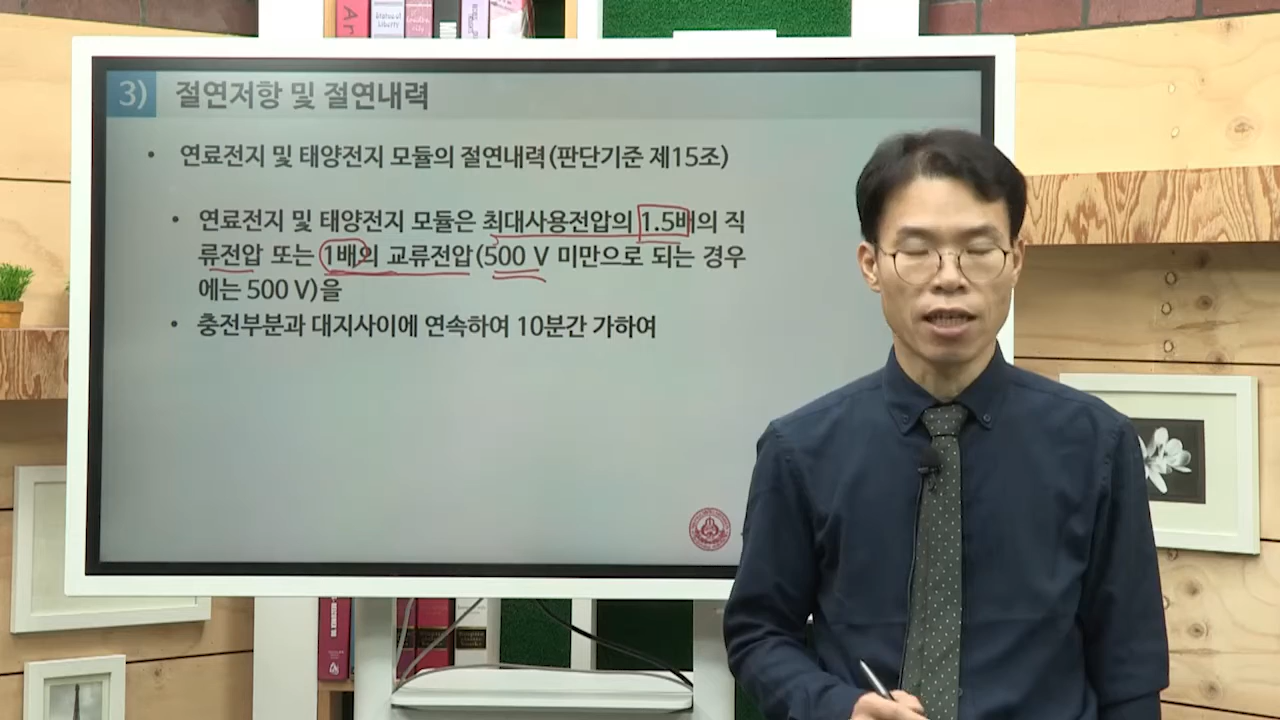 Ar
Statue of
Liberty
3) 절연저항 및 절연내력
• 연료전지 및 태양전지 모듈의 절연내력(판단기준 제15조)
• 연료전지 및 태양전지 모듈은 최대사용전압의 1.5배의 직
류전압 또는 1배의 교류전압(500 V 미만으로 되는 경우
에는 500 V)을
• 충전부분과 대지사이에 연속하여 10분간 가하여